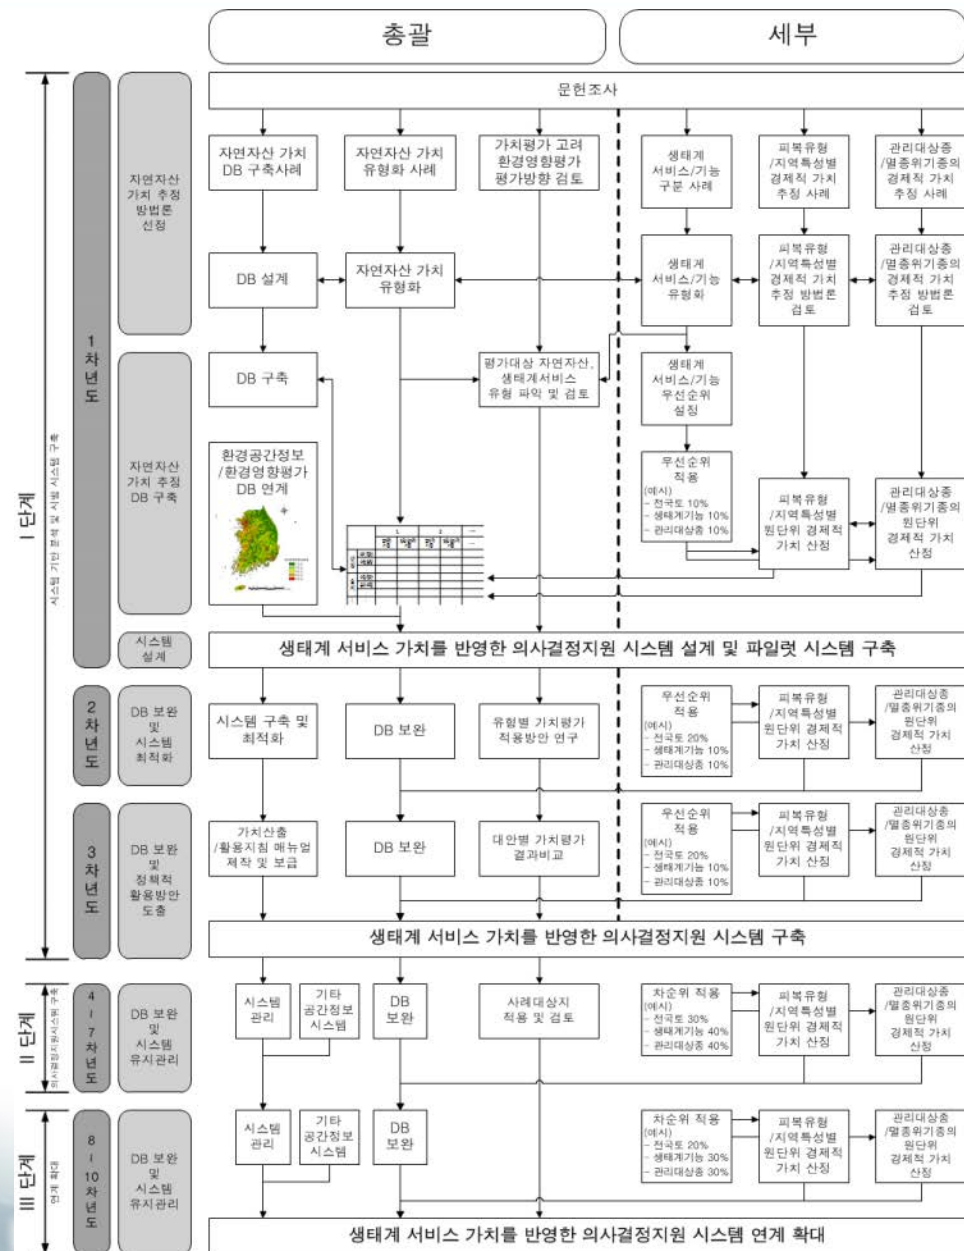 총괄
세부
I 단계
시스템 기반 분석 및 시범 시스템 구축
1
차
년
도
자연자산
가치 추정
방법론
선정
문헌조사
자연자산 가치
DB 구축사례
자연자산 가치
유형화 사례
가치평가 고려
환경영향평가
평가방향 검토
생태계
서비스/기능
구분 사례
피복유형
/지역특성별
경제적 가치
추정 사례
관리대상종
/멸종위기종의
경제적 가치
추정 사례
DB 설계
자연자산 가치
유형화
생태계
서비스/기능
유형화
피복유형
/지역특성별
경제적 가치
추정 방법론
검토
관리대상종
/멸종위기종의
경제적 가치
추정 방법론
검토
자연자산
가치 추정
DB 구축
DB 구축
평가대상 자연자산,
생태계서비스
유형 파악 및 검토
생태계
서비스/기능
우선순위
설정
환경공간정보
/환경영향평가
DB 연계
1
2
우선순위
적용
(예시)
- 전국토 10%
- 생태계기능 10%
- 관리대상종 10%
피복유형
/지역특성별
원단위 경제적
가치 산정
관리대상종
/멸종위기종의
원단위
경제적 가치
산정
시스템
설계
생태계 서비스 가치를 반영한 의사결정지원 시스템 설계 및 파일럿 시스템 구축
2
차
년
도
DB 보완
및
시스템
최적화
시스템 구축 및
최적화
DB 보완
유형별 가치평가
적용방안 연구
우선순위
적용
(예시)
- 전국토 20%
- 생태계기능 10%
- 관리대상종 10%
피복유형
/지역특성별
원단위 경제적
가치 산정
관리대상종
/멸종위기종의
원단위
경제적 가치
산정
3
차
년
도
DB 보완
및
정책적
활용방안
도출
가치산출
/활용지침 매뉴얼
제작 및 보급
DB 보완
대안별 가치평가
결과비교
우선순위
적용
(예시)
- 전국토 20%
- 생태계기능 10%
- 관리대상종 10%
피복유형
/지역특성별
원단위 경제적
가치 산정
관리대상종
/멸종위기종의
원단위
경제적 가치
산정
생태계 서비스 가치를 반영한 의사결정지원 시스템 구축
II 단계
의사결정지원시스템 구축
4
~
7
차
년
도
DB 보완
및
시스템
유지관리
시스템
관리
기타
공간정보
시스템
DB
보완
사례대상지
적용 및 검토
차순위 적용
(예시)
- 전국토 30%
- 생태계기능 40%
- 관리대상종 40%
피복유형
/지역특성별
원단위 경제적
가치 산정
관리대상종
/멸종위기종의
원단위
경제적 가치
산정
III 단계
연계 확대
8
~
10
차
년
도
DB 보완
및
시스템
유지관리
시스템
관리
기타
공간정보
시스템
DB
보완
차순위 적용
(예시)
- 전국토 20%
- 생태계기능 30%
- 관리대상종 30%
피복유형
/지역특성별
원단위 경제적
가치 산정
관리대상종
/멸종위기종의
원단위
경제적 가치
산정
생태계 서비스 가치를 반영한 의사결정지원 시스템 연계 확대